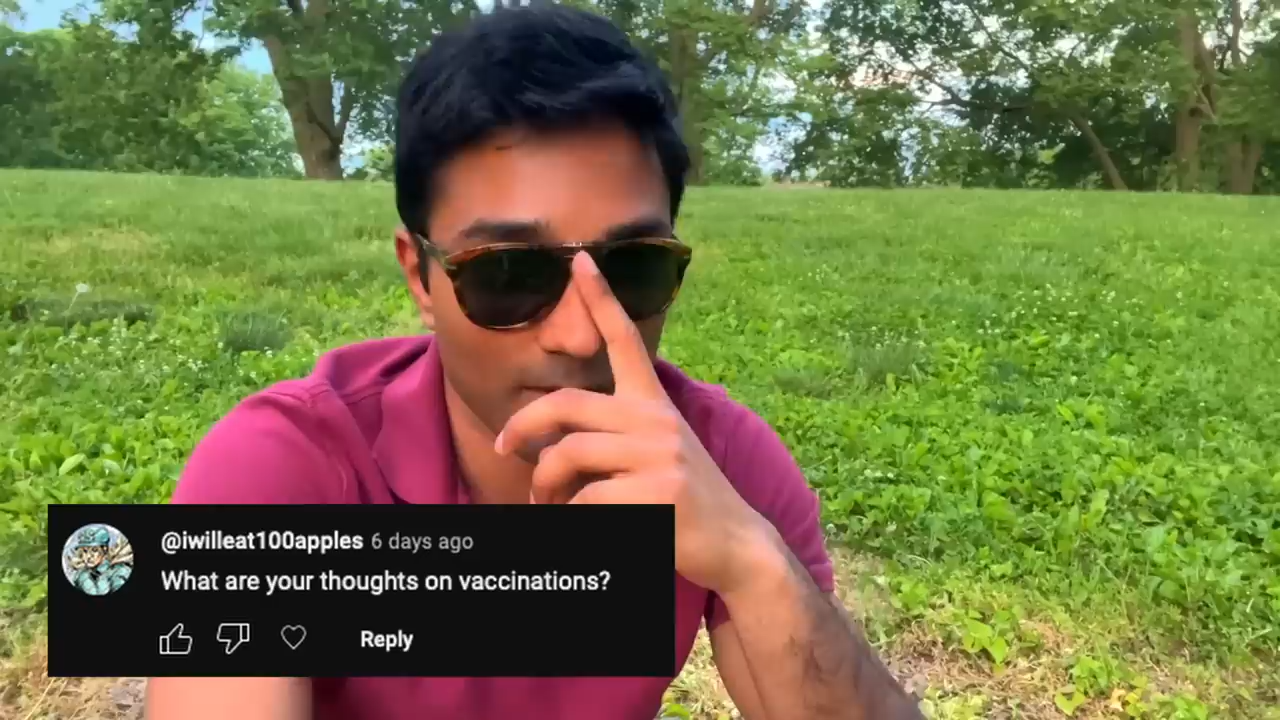 @iwilleat100apples 6 days ago
What are your thoughts on vaccinations?
Reply